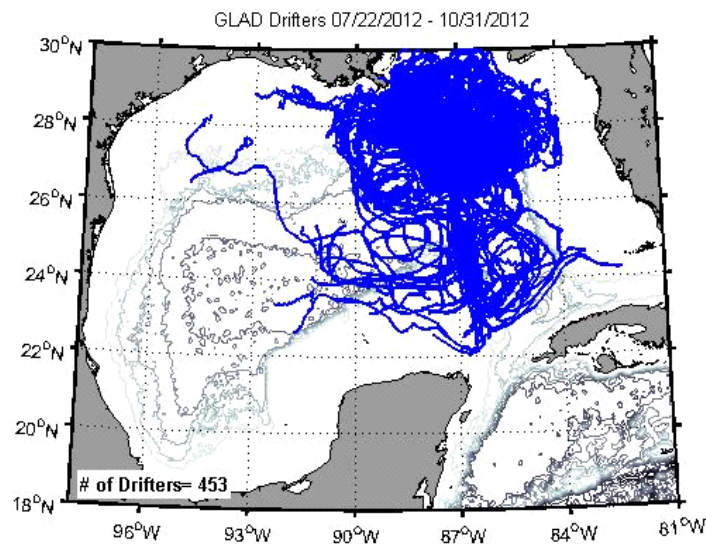 GLAD Drifters 07/22/2012 - 10/31/2012
30°N
28°N
26°N
24°N
22°N
20°N
18°N
# of Drifters= 453
96°W 93°W 90°W 87°W 84°W 81°W